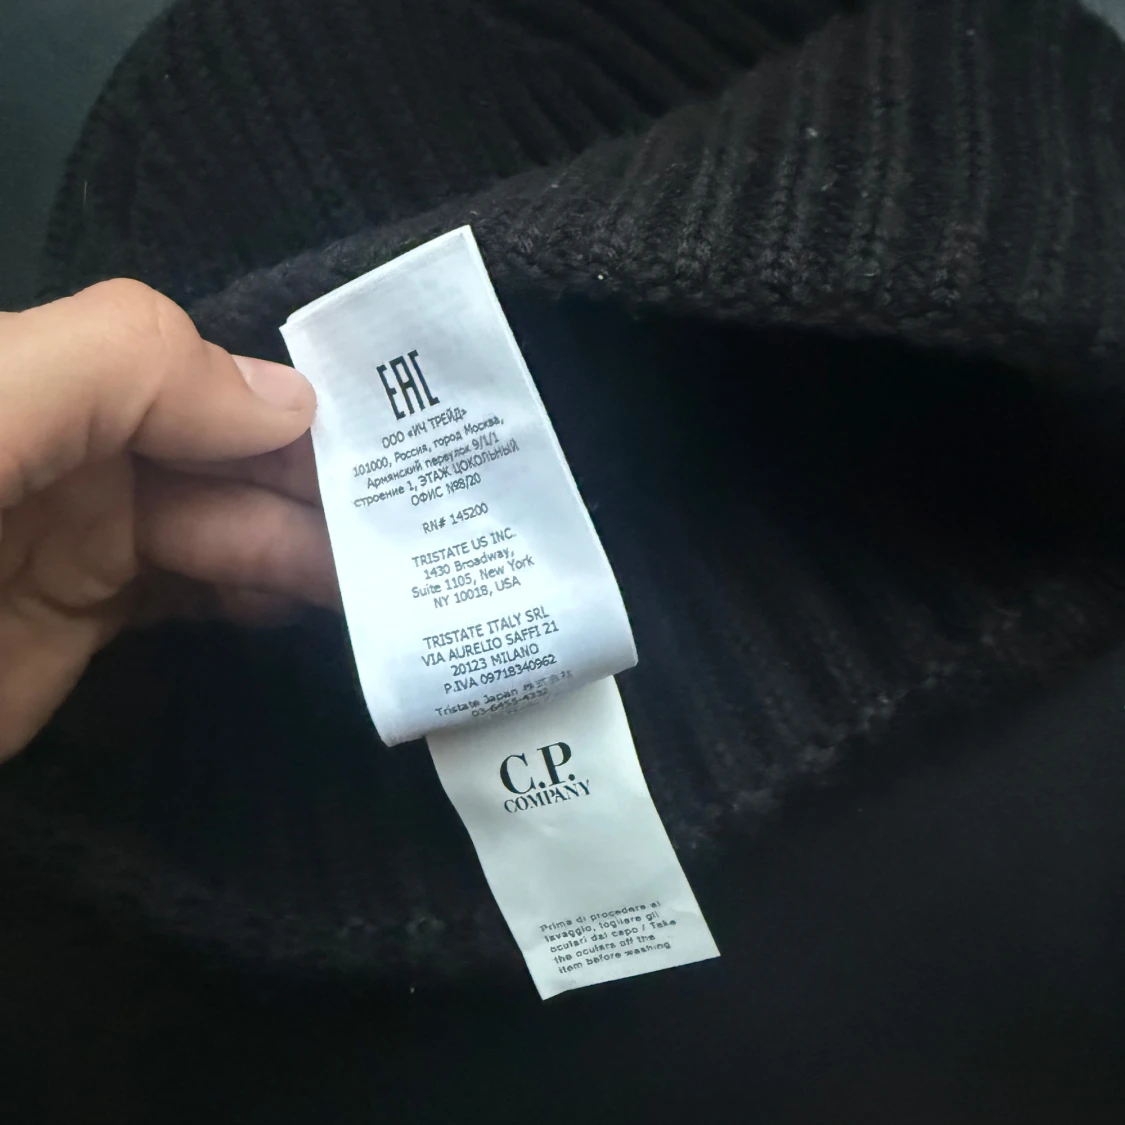 EAC
ООО «ИЧ ТРЕЙД»
101000, Россия, город Москва,
Армянский переулок 9/1/1
строение 1, ЭТАЖ ЦОКОЛЬНЫЙ
ОФИС №8/20
RN# 145200
TRISTATE US INC.
1430 Broadway,
Suite 1105, New York
NY 10018, USA
TRISTATE ITALY SRL
VIA AURELIO SAFFI 21
20123 MILANO
P.IVA 09718340962
Tristate Japan
C.P.
COMPANY
Prima di procedere al
lavaggio, togliere gli
oculari dal capo / Take
the oculars off the
item before washing